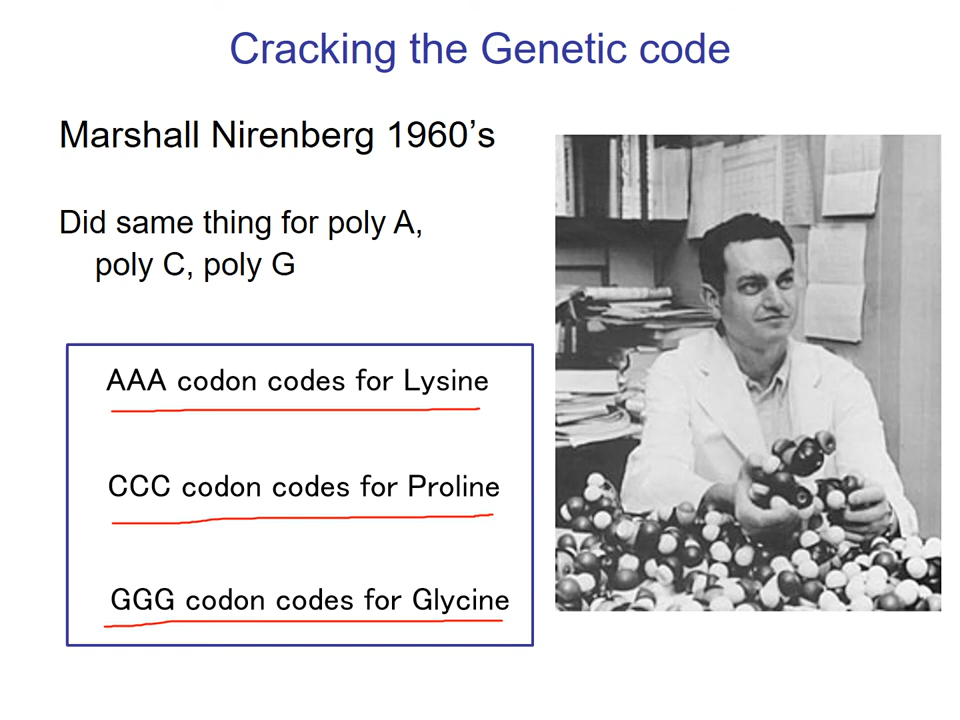 Cracking the Genetic code
Marshall Nirenberg 1960’s
Did same thing for poly A,
poly C, poly G
AAA codon codes for Lysine
CCC codon codes for Proline
GGG codon codes for Glycine